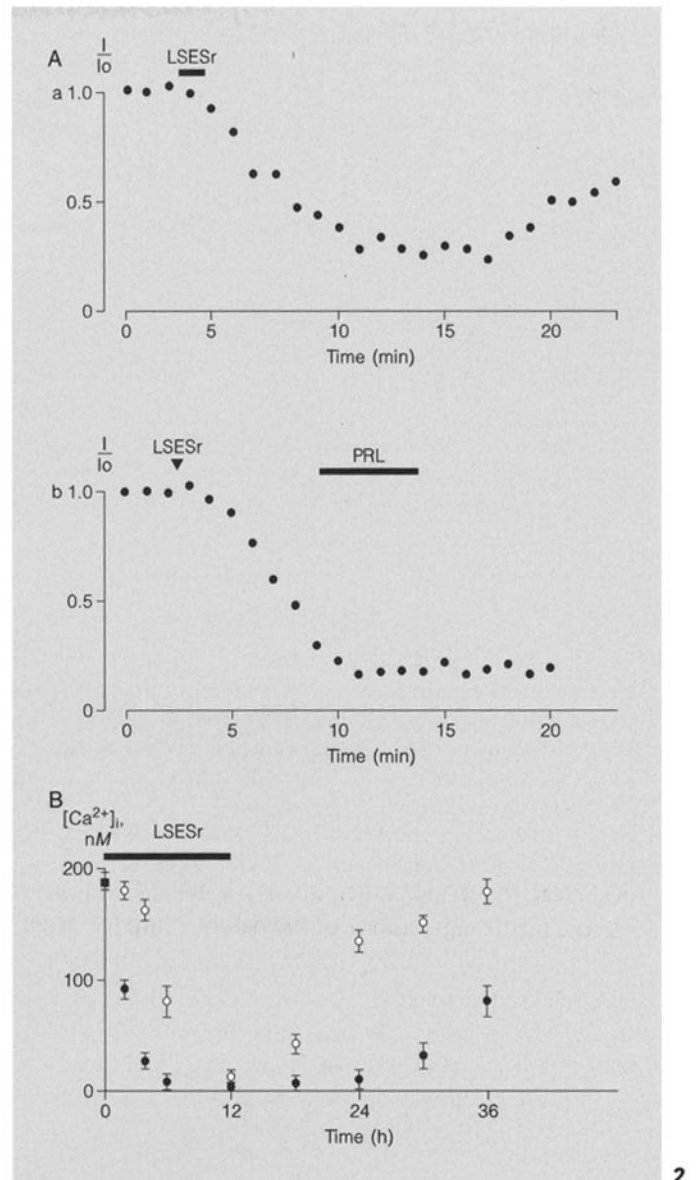 A
I
Io
LSESr
a 1.0
0.5
0
0 5 10 15 20
Time (min)
I
Io
LSESr
PRL
b 1.0
0.5
0
0 5 10 15 20
Time (min)
B
[Ca²⁺]i,
nM
LSESr
200
100
0
0 12 24 36
Time (h)
2